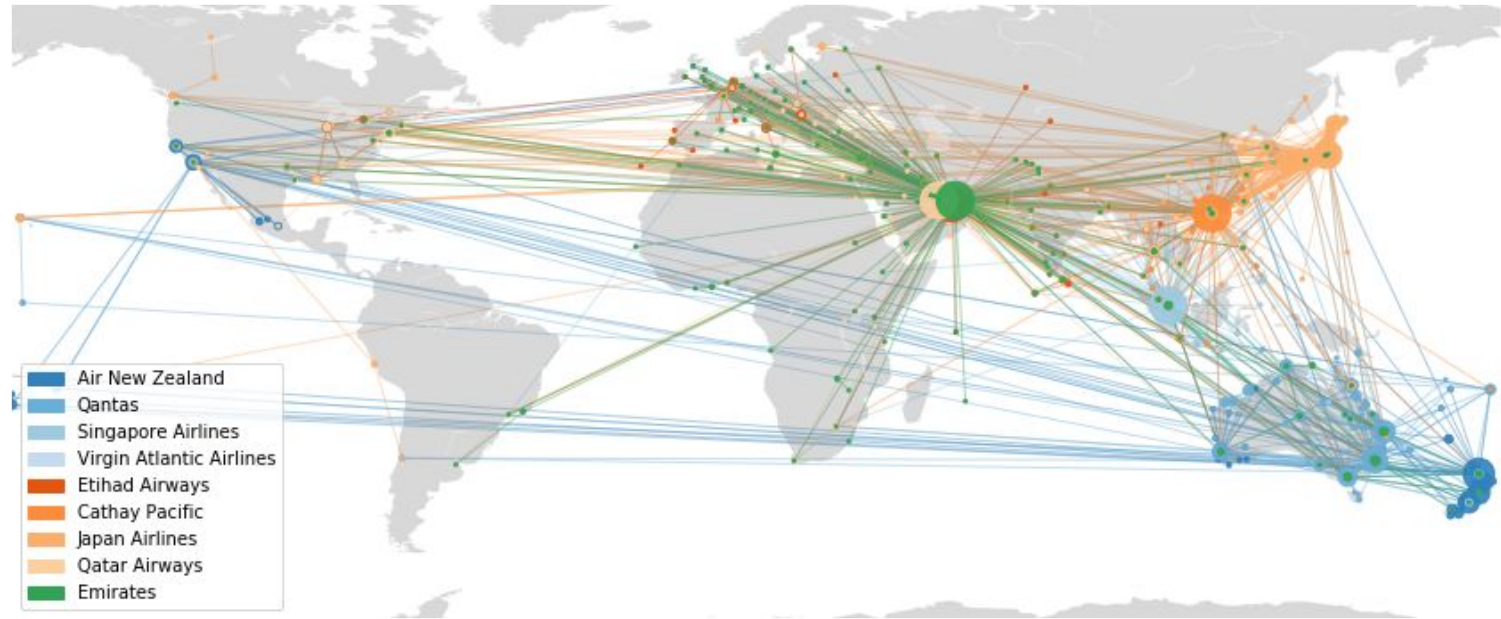 Air New Zealand
Qantas
Singapore Airlines
Virgin Atlantic Airlines
Etihad Airways
Cathay Pacific
Japan Airlines
Qatar Airways
Emirates